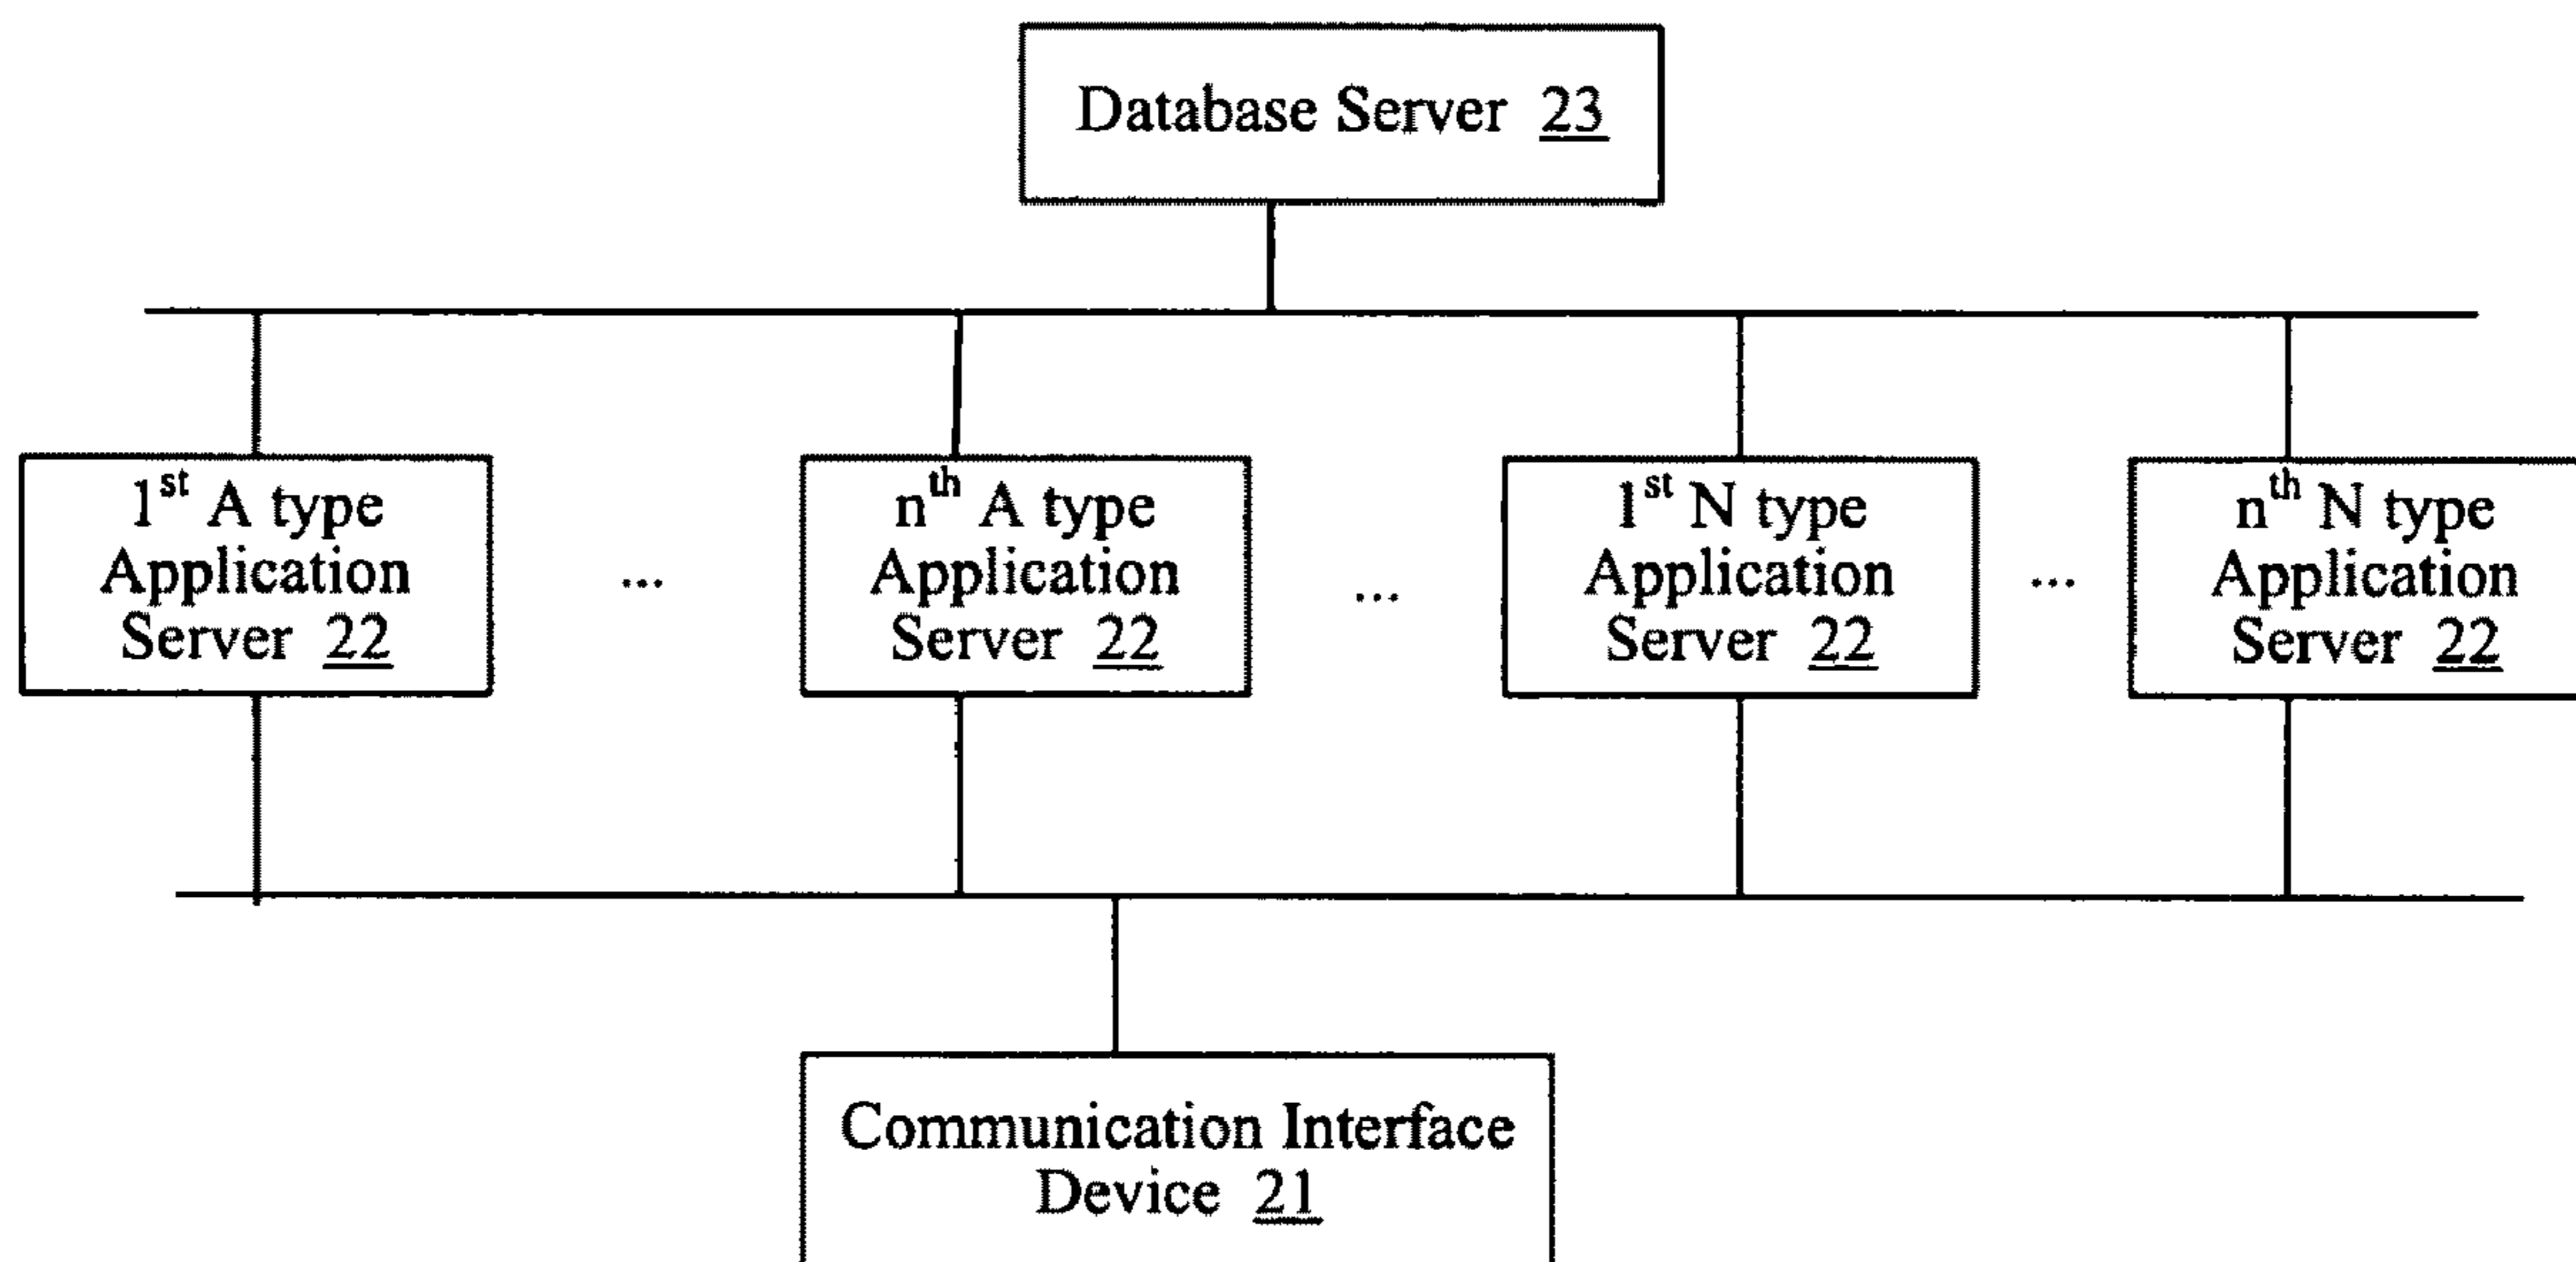 Database Server 23
1st A type
Application
Server 22
...
nth A type
Application
Server 22
...
1st N type
Application
Server 22
...
nth N type
Application
Server 22
Communication Interface
Device 21